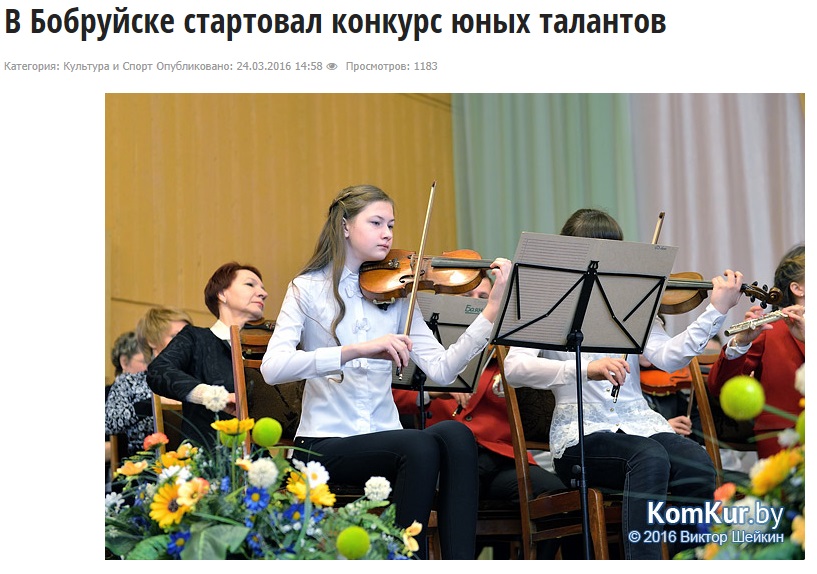 В Бобруйске стартовал конкурс юных талантов
Категория: Культура и Спорт Опубликовано: 24.03.2016 14:58 Просмотров: 1183
KomKur.by
© 2016 Виктор Шейкин